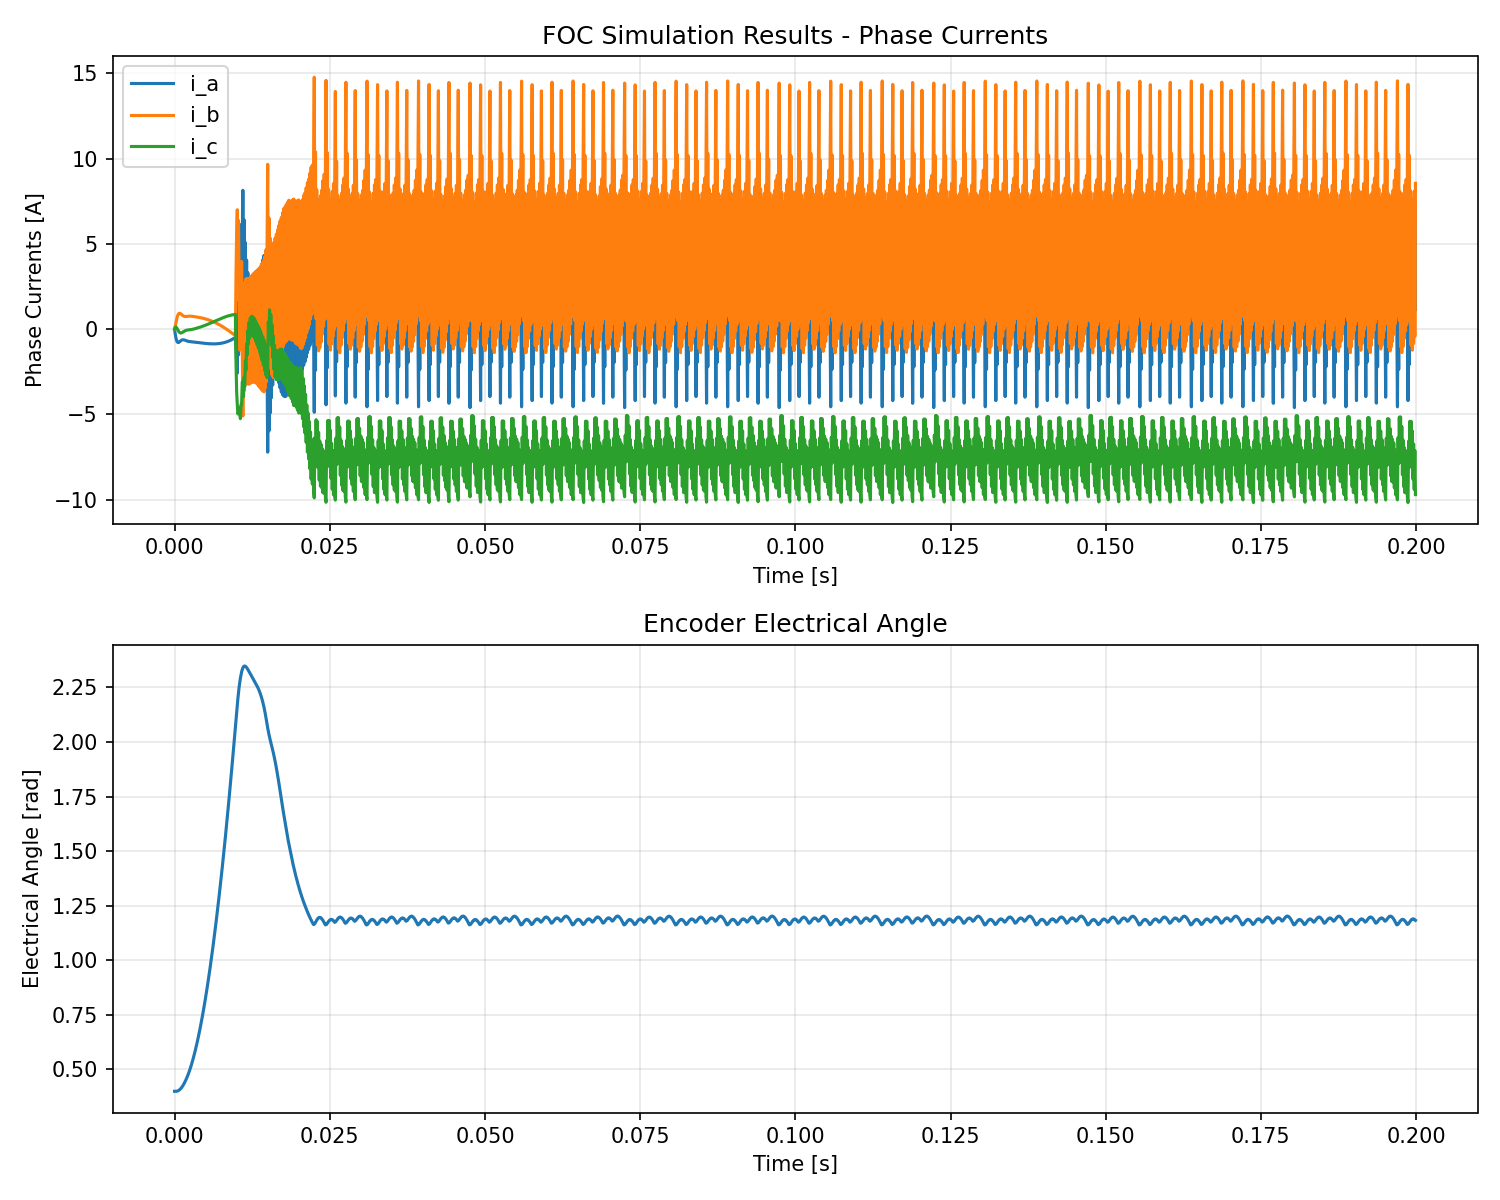 FOC Simulation Results - Phase Currents
Phase Currents [A]
15
10
5
0
−5
−10
i_a
i_b
i_c
0.000 0.025 0.050 0.075 0.100 0.125 0.150 0.175 0.200
Time [s]
Encoder Electrical Angle
Electrical Angle [rad]
2.25
2.00
1.75
1.50
1.25
1.00
0.75
0.50
0.000 0.025 0.050 0.075 0.100 0.125 0.150 0.175 0.200
Time [s]